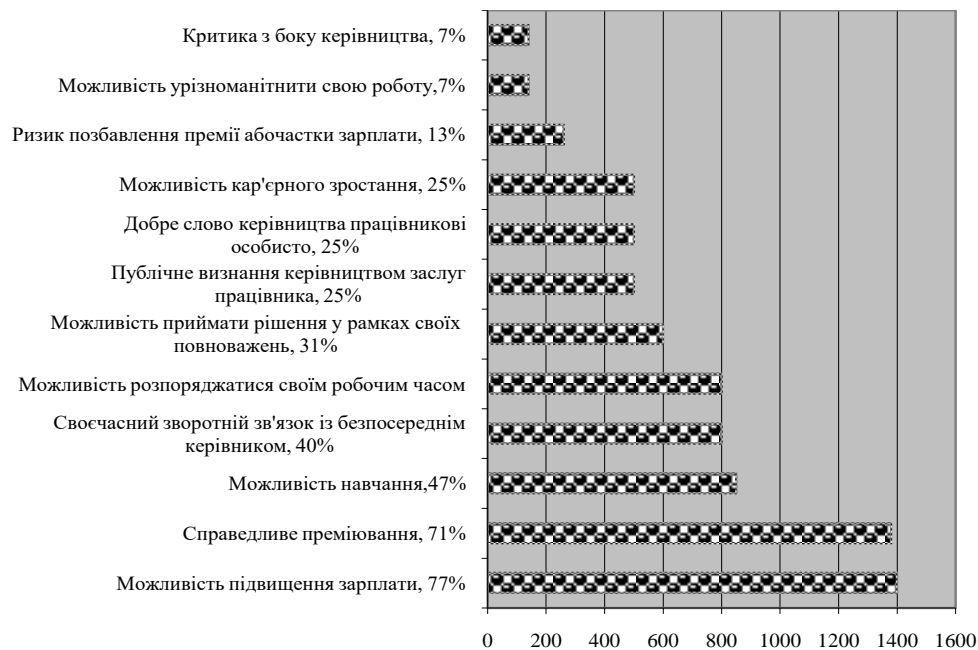 Критика з боку керівництва, 7%
Можливість урізноманітнити свою роботу,7%
Ризик позбавлення премії абочастки зарплати, 13%
Можливість кар'єрного зростання, 25%
Добре слово керівництва працівникові
особисто, 25%
Публічне визнання керівництвом заслуг
працівника, 25%
Можливість приймати рішення у рамках своїх
повноважень, 31%
Можливість розпоряджатися своїм робочим часом
Своєчасний зворотній зв'язок із безпосереднім
керівником, 40%
Можливість навчання,47%
Справедливе преміювання, 71%
Можливість підвищення зарплати, 77%
0 200 400 600 800 1000 1200 1400 1600